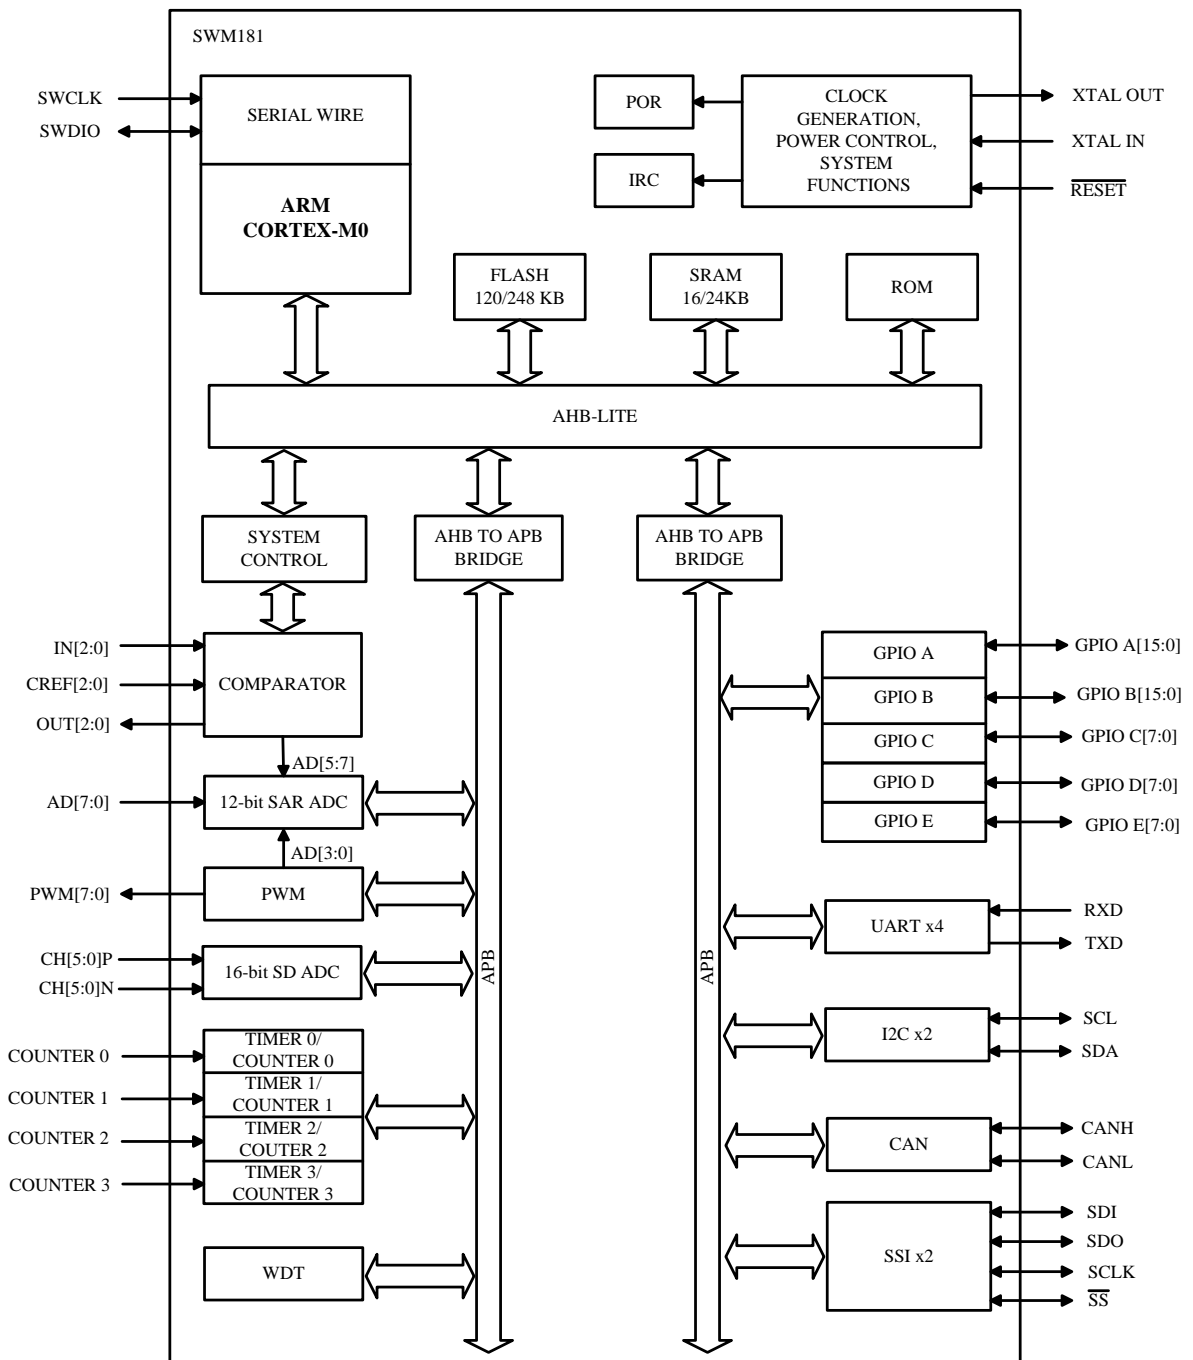 SWM181
SWCLK
SWDIO
SERIAL WIRE
ARM
CORTEX-M0
POR
IRC
CLOCK
GENERATION,
POWER CONTROL,
SYSTEM
FUNCTIONS
XTAL OUT
XTAL IN
RESET
FLASH
120/248 KB
SRAM
16/24KB
ROM
AHB-LITE
SYSTEM
CONTROL
AHB TO APB
BRIDGE
AHB TO APB
BRIDGE
IN[2:0]
CREF[2:0]
OUT[2:0]
COMPARATOR
AD[5:7]
AD[7:0]
12-bit SAR ADC
AD[3:0]
PWM[7:0]
PWM
CH[5:0]P
CH[5:0]N
16-bit SD ADC
COUNTER 0
COUNTER 1
COUNTER 2
COUNTER 3
TIMER 0/
COUNTER 0
TIMER 1/
COUNTER 1
TIMER 2/
COUTER 2
TIMER 3/
COUNTER 3
WDT
APB
APB
GPIO A
GPIO B
GPIO C
GPIO D
GPIO E
GPIO A[15:0]
GPIO B[15:0]
GPIO C[7:0]
GPIO D[7:0]
GPIO E[7:0]
UART x4
RXD
TXD
I2C x2
SCL
SDA
CAN
CANH
CANL
SSI x2
SDI
SDO
SCLK
SS